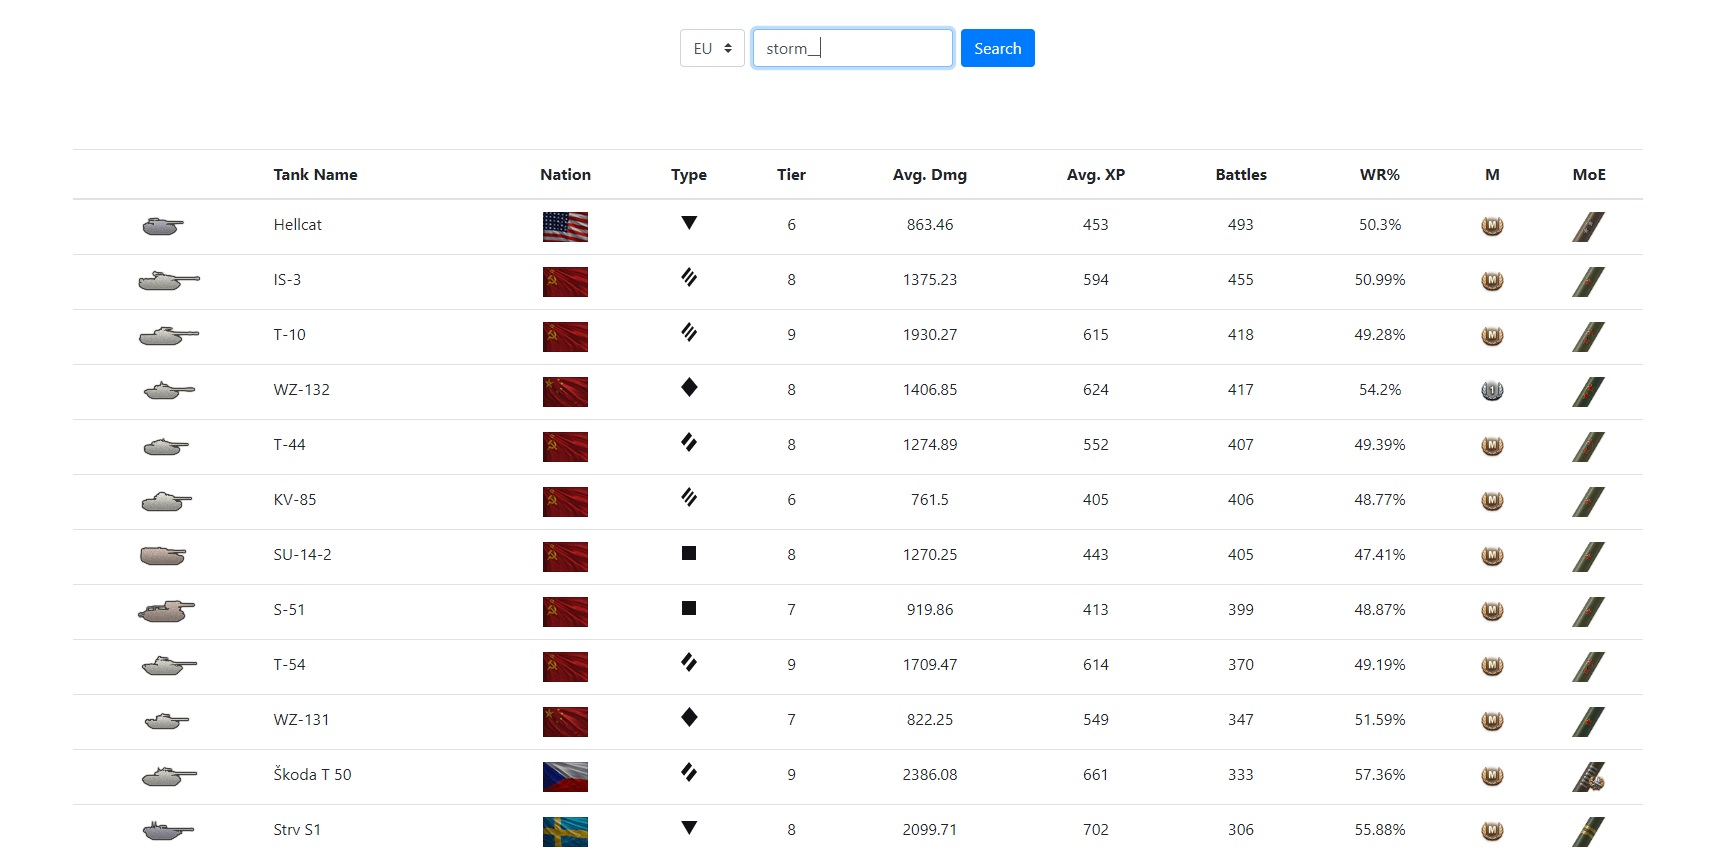 EU storm__ Search
Tank Name Nation Type Tier Avg. Dmg Avg. XP Battles WR% M MoE
Hellcat 6 863.46 453 493 50.3% M
IS-3 8 1375.23 594 455 50.99% M
T-10 9 1930.27 615 418 49.28% M
WZ-132 8 1406.85 624 417 54.2% 1
T-44 8 1274.89 552 407 49.39% M
KV-85 6 761.5 405 406 48.77% M
SU-14-2 8 1270.25 443 405 47.41% M
S-51 7 919.86 413 399 48.87% M
T-54 9 1709.47 614 370 49.19% M
WZ-131 7 822.25 549 347 51.59% M
Škoda T 50 9 2386.08 661 333 57.36% M
Strv S1 8 2099.71 702 306 55.88% M